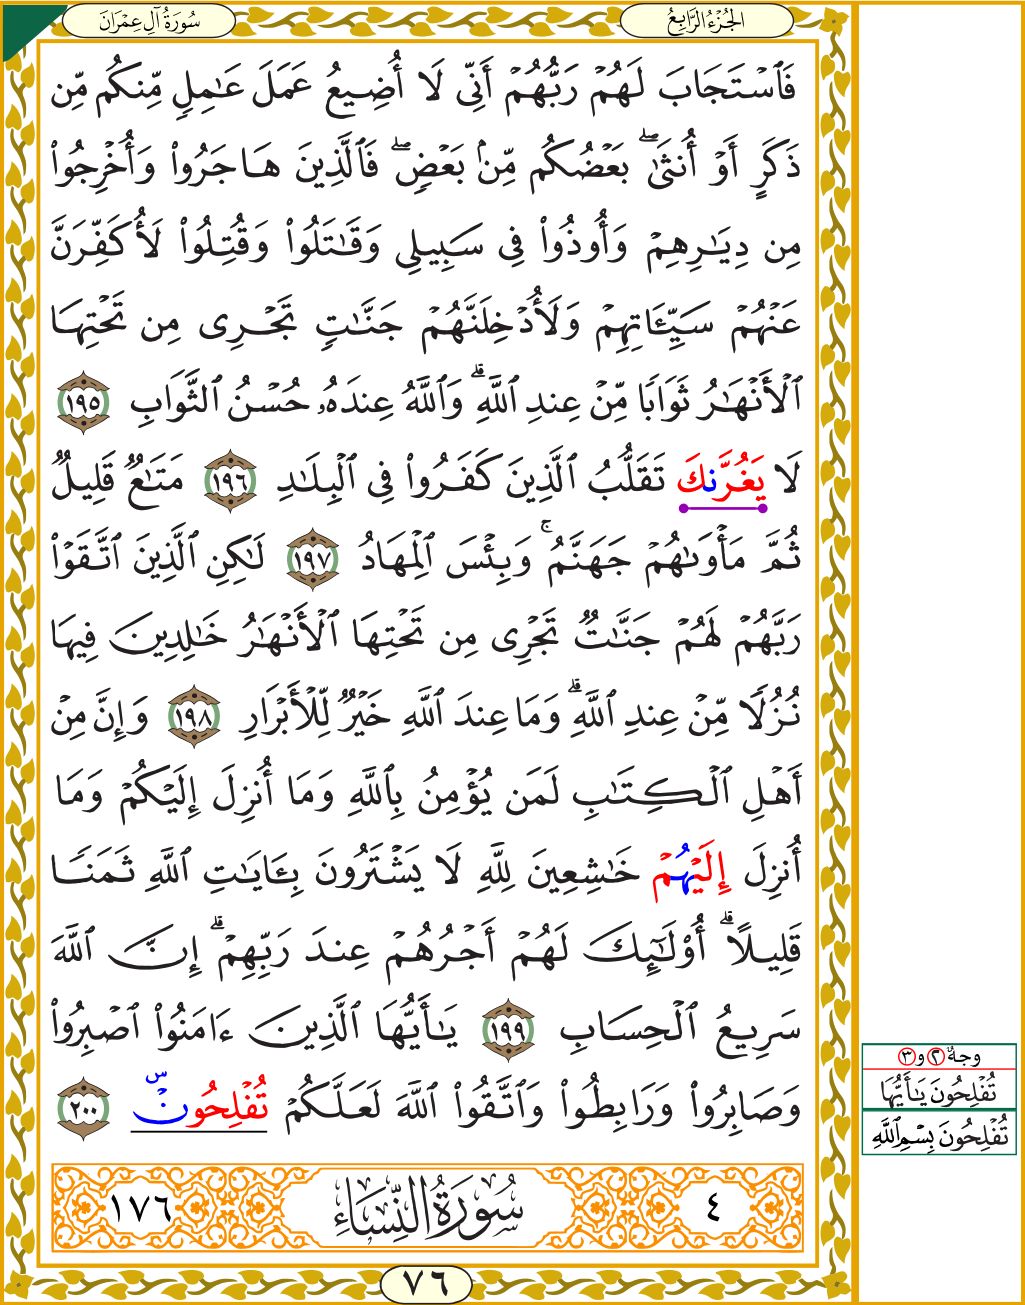 الجُزْءُ الرَّابِعُ
سُورَةُ آلِ عِمْرَان
فَٱسْتَجَابَ لَهُمْ رَبُّهُمْ أَنِّى لَا أُضِيعُ عَمَلَ عَٰمِلٍ مِّنكُم مِّن
ذَكَرٍ أَوْ أُنثَىٰ ۖ بَعْضُكُم مِّنۢ بَعْضٍ ۖ فَٱلَّذِينَ هَاجَرُوا۟ وَأُخْرِجُوا۟
مِن دِيَٰرِهِمْ وَأُوذُوا۟ فِى سَبِيلِى وَقَٰتَلُوا۟ وَقُتِلُوا۟ لَأُكَفِّرَنَّ
عَنْهُمْ سَيِّـَٔاتِهِمْ وَلَأُدْخِلَنَّهُمْ جَنَّٰتٍ تَجْرِى مِن تَحْتِهَا
ٱلْأَنْهَٰرُ ثَوَابًا مِّنْ عِندِ ٱللَّهِ ۗ وَٱللَّهُ عِندَهُۥ حُسْنُ ٱلثَّوَابِ ١٩٥
لَا يَغُرَّنكَ تَقَلُّبُ ٱلَّذِينَ كَفَرُوا۟ فِى ٱلْبِلَٰدِ ١٩٦ مَتَٰعٌ قَلِيلٌ
ثُمَّ مَأْوَىٰهُمْ جَهَنَّمُ ۚ وَبِئْسَ ٱلْمِهَادُ ١٩٧ لَٰكِنِ ٱلَّذِينَ ٱتَّقَوْا۟
رَبَّهُمْ لَهُمْ جَنَّٰتٌ تَجْرِى مِن تَحْتِهَا ٱلْأَنْهَٰرُ خَٰلِدِينَ فِيهَا
نُزُلًا مِّنْ عِندِ ٱللَّهِ ۗ وَمَا عِندَ ٱللَّهِ خَيْرٌ لِّلْأَبْرَارِ ١٩٨ وَإِنَّ مِنْ
أَهْلِ ٱلْكِتَٰبِ لَمَن يُؤْمِنُ بِٱللَّهِ وَمَا أُنزِلَ إِلَيْكُمْ وَمَا
أُنزِلَ إِلَيْهُمْ خَٰشِعِينَ لِلَّهِ لَا يَشْتَرُونَ بِـَٔايَٰتِ ٱللَّهِ ثَمَنًا
قَلِيلًا ۗ أُو۟لَٰٓئِكَ لَهُمْ أَجْرُهُمْ عِندَ رَبِّهِمْ ۗ إِنَّ ٱللَّهَ
سَرِيعُ ٱلْحِسَابِ ١٩٩ يَٰأَيُّهَا ٱلَّذِينَ ءَامَنُوا۟ ٱصْبِرُوا۟
وَصَابِرُوا۟ وَرَابِطُوا۟ وَٱتَّقُوا۟ ٱللَّهَ لَعَلَّكُمْ تُفْلِحُونَ س ٢٠٠
٤ سُورَةُ النِّسَاءِ ١٧٦
٧٦
وجهٌ ٢ و ٣
تُفْلِحُونَ يَٰأَيُّهَا
تُفْلِحُونَ بِسْمِ ٱللَّهِ